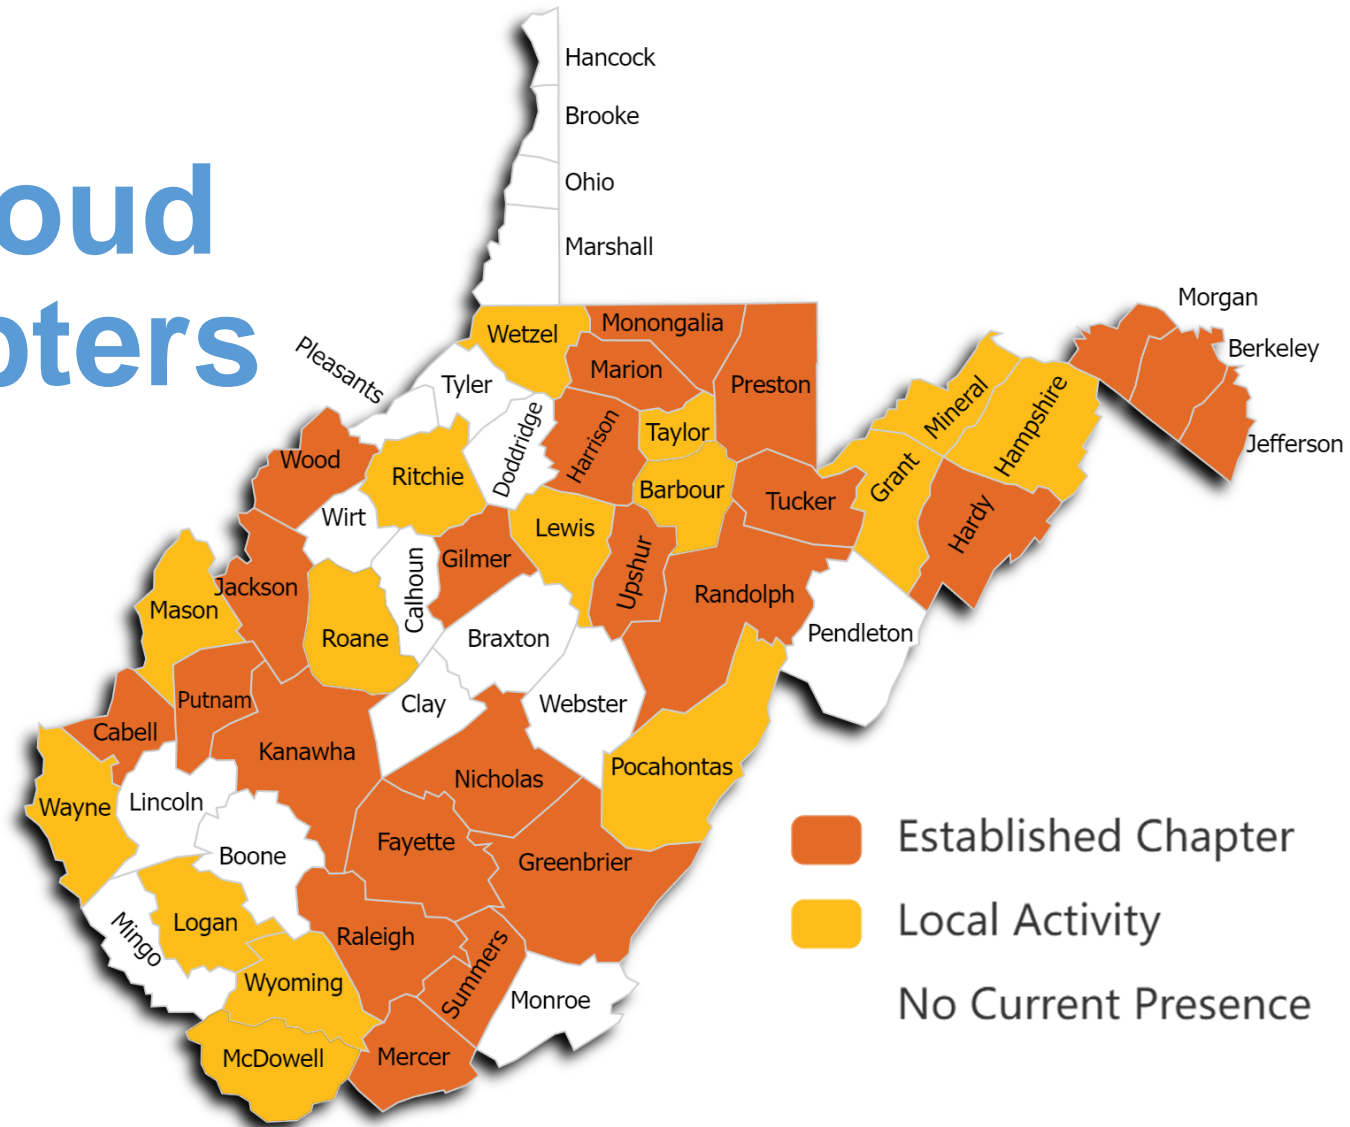 Hancock
Brooke
oud
Ohio
Marshall
pters
Morgan
Berkeley
Jefferson
Wetzel
Monongalia
Pleasants
Tyler
Marion
Preston
Mineral
Hampshire
Doddridge
Harrison
Taylor
Wood
Ritchie
Barbour
Grant
Tucker
Hardy
Wirt
Lewis
Calhoun
Gilmer
Upshur
Jackson
Randolph
Mason
Roane
Braxton
Pendleton
Putnam
Clay
Webster
Cabell
Kanawha
Nicholas
Pocahontas
Wayne
Lincoln
Boone
Fayette
Greenbrier
Established Chapter
Logan
Mingo
Raleigh
Local Activity
Summers
Wyoming
Monroe
No Current Presence
McDowell
Mercer